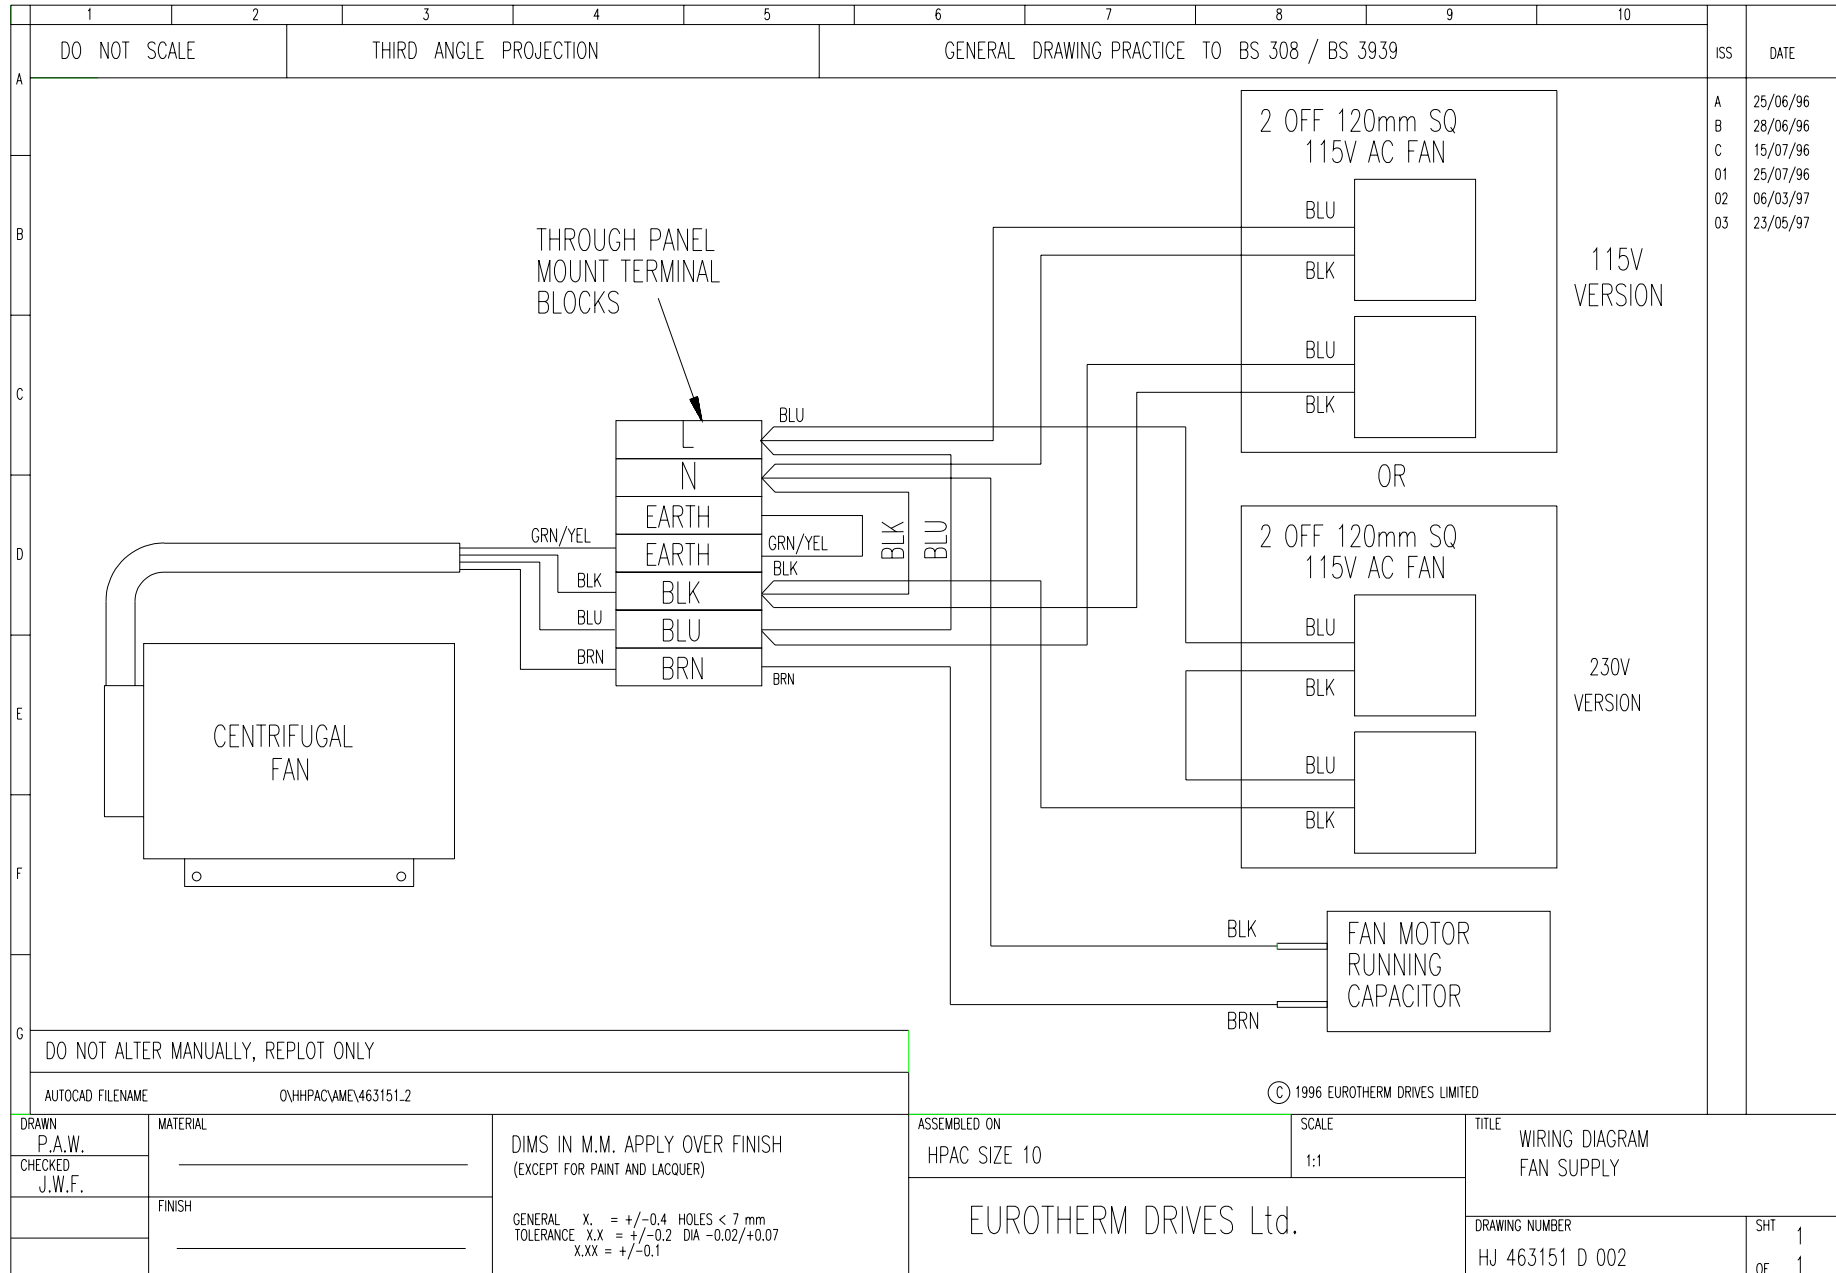 1 2 3 4 5 6 7 8 9 10
DO NOT SCALE
THIRD ANGLE PROJECTION
GENERAL DRAWING PRACTICE TO BS 308 / BS 3939
ISS DATE
A 25/06/96
B 28/06/96
C 15/07/96
01 25/07/96
02 06/03/97
03 23/05/97
A
B
C
D
E
F
G
2 OFF 120mm SQ
115V AC FAN
BLU
BLK
BLU
BLK
115V
VERSION
OR
2 OFF 120mm SQ
115V AC FAN
BLU
BLK
BLU
BLK
230V
VERSION
THROUGH PANEL
MOUNT TERMINAL
BLOCKS
L
N
EARTH
EARTH
BLK
BLU
BRN
GRN/YEL
BLK
BLU
BRN
BLU
GRN/YEL
BLK
BRN
BLK
BLU
CENTRIFUGAL
FAN
BLK
BRN
FAN MOTOR
RUNNING
CAPACITOR
DO NOT ALTER MANUALLY, REPLOT ONLY
AUTOCAD FILENAME O\HHPAC\AME\463151_2
© 1996 EUROTHERM DRIVES LIMITED
DRAWN
P.A.W.
CHECKED
J.W.F.
MATERIAL
FINISH
DIMS IN M.M. APPLY OVER FINISH
(EXCEPT FOR PAINT AND LACQUER)
GENERAL X. = +/-0.4 HOLES < 7 mm
TOLERANCE X.X = +/-0.2 DIA -0.02/+0.07
X.XX = +/-0.1
ASSEMBLED ON
HPAC SIZE 10
SCALE
1:1
TITLE
WIRING DIAGRAM
FAN SUPPLY
EUROTHERM DRIVES Ltd.
DRAWING NUMBER
HJ 463151 D 002
SHT 1
OF 1